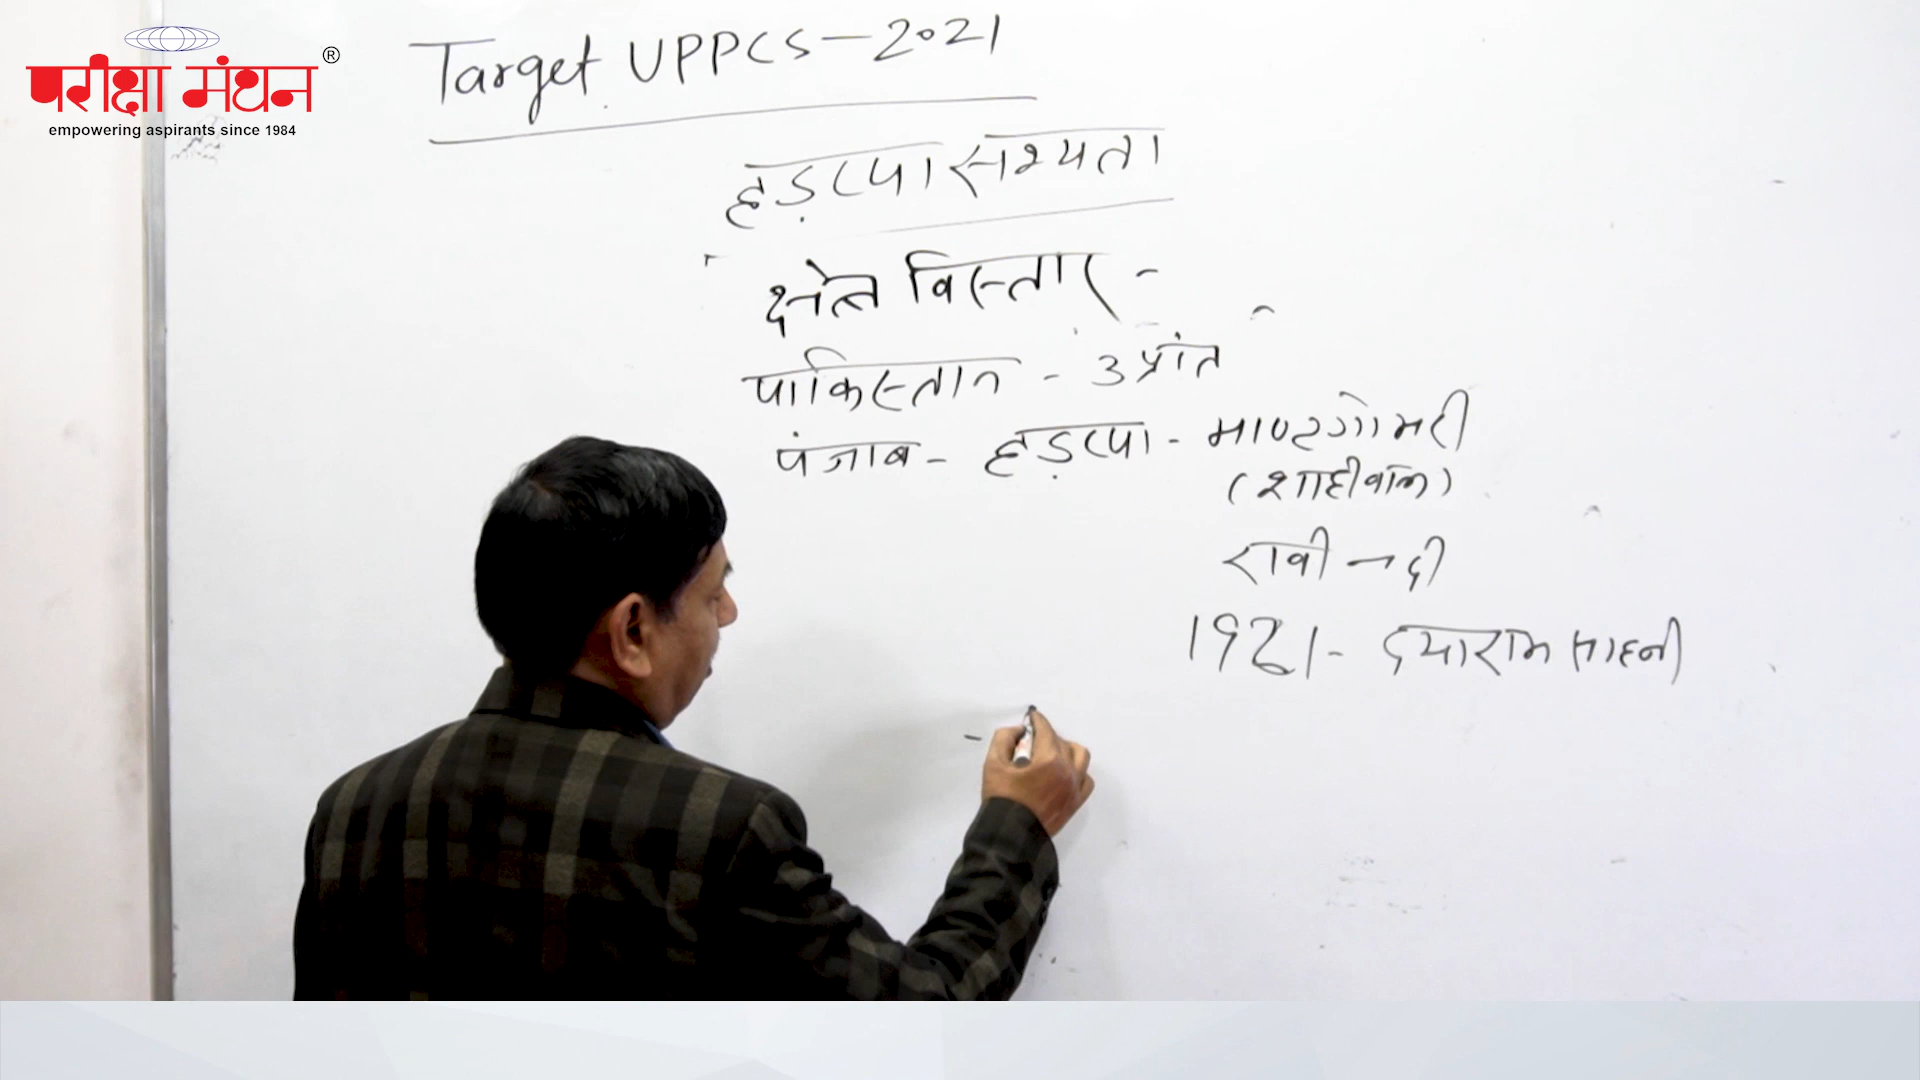 परीक्षा मंथन ®
empowering aspirants since 1984
Target UPPCS-2021
हड़प्पा सभ्यता
क्षेत्र विस्तार -
पाकिस्तान - 3 प्रांत
पंजाब - हड़प्पा - माण्टगोमरी
(शाहीवाल)
रावी नदी
1921 - दयाराम साहनी